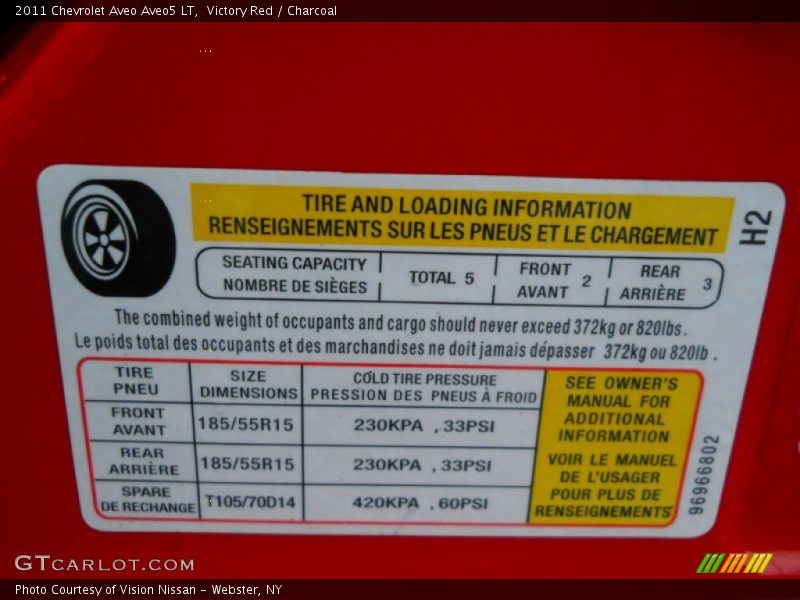 2011 Chevrolet Aveo Aveo5 LT,  Victory Red / Charcoal
TIRE AND LOADING INFORMATION
RENSEIGNEMENTS SUR LES PNEUS ET LE CHARGEMENT
H2
SEATING CAPACITY
NOMBRE DE SIÈGES
TOTAL 5
FRONT
AVANT
2
REAR
ARRIÈRE
3
The combined weight of occupants and cargo should never exceed 372kg or 820lbs.
Le poids total des occupants et des marchandises ne doit jamais dépasser 372kg ou 820lb.
TIRE
PNEU
SIZE
DIMENSIONS
COLD TIRE PRESSURE
PRESSION DES PNEUS À FROID
FRONT
AVANT
185/55R15
230KPA , 33PSI
REAR
ARRIÈRE
185/55R15
230KPA , 33PSI
SPARE
DE RECHANGE
T105/70D14
420KPA , 60PSI
SEE OWNER'S
MANUAL FOR
ADDITIONAL
INFORMATION
VOIR LE MANUEL
DE L'USAGER
POUR PLUS DE
RENSEIGNEMENTS
96966802
GTCARLOT.COM
Photo Courtesy of Vision Nissan - Webster, NY